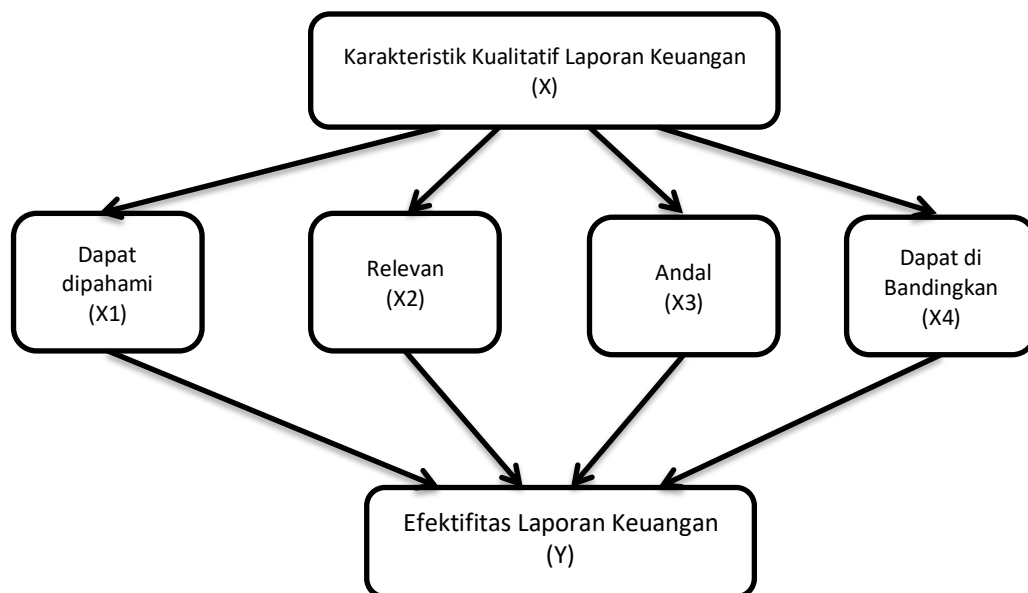 Karakteristik Kualitatif Laporan Keuangan
(X)
Dapat
dipahami
(X1)
Relevan
(X2)
Andal
(X3)
Dapat di
Bandingkan
(X4)
Efektifitas Laporan Keuangan
(Y)